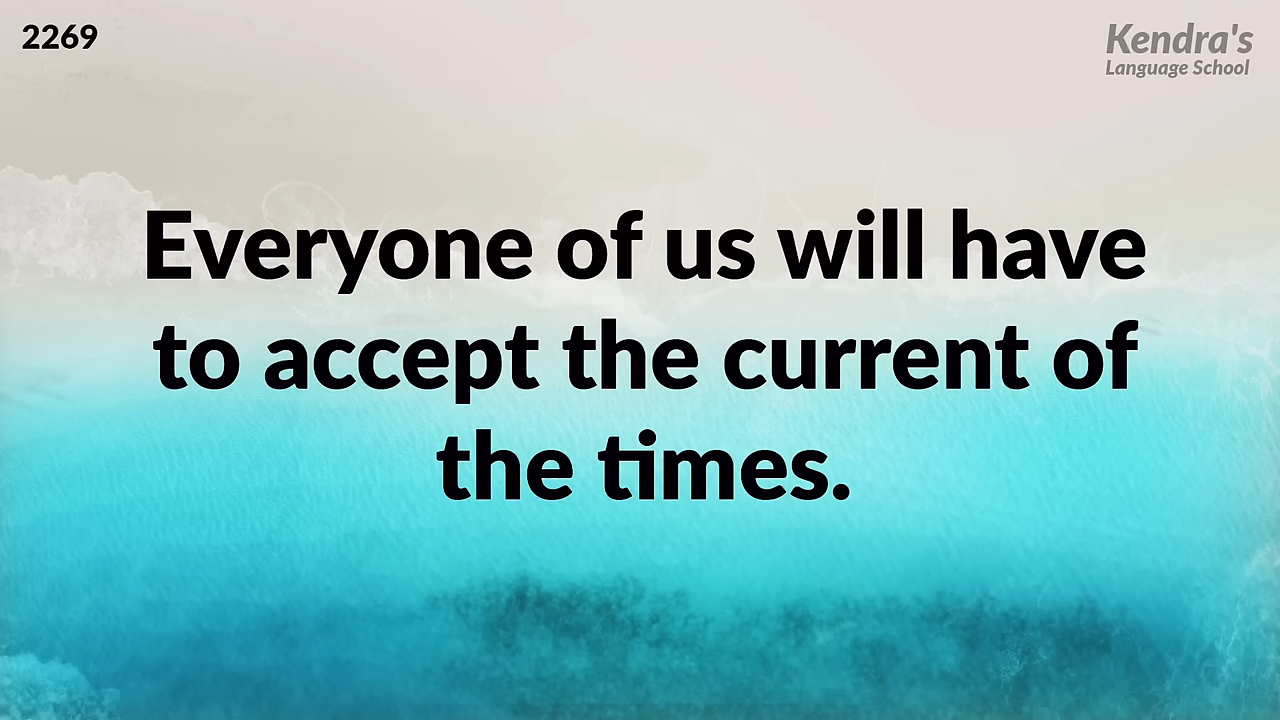 2269
Kendra's
Language School
Everyone of us will have
to accept the current of
the times.